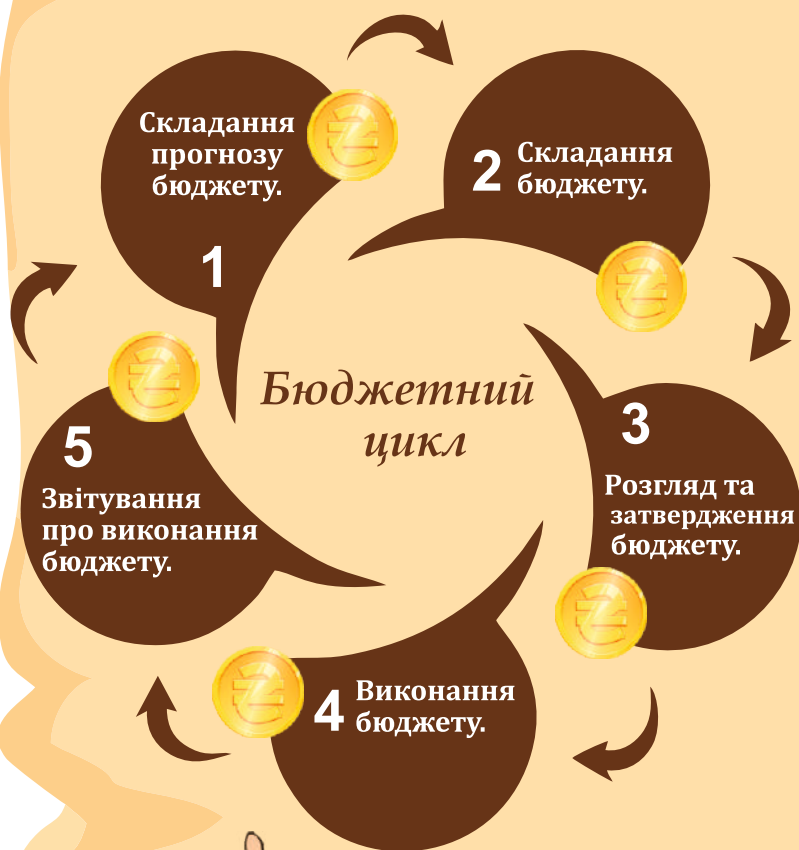 Бюджетний
цикл
Складання
прогнозу
бюджету.
1
2
Складання
бюджету.
3
Розгляд та
затвердження
бюджету.
4
Виконання
бюджету.
5
Звітування
про виконання
бюджету.